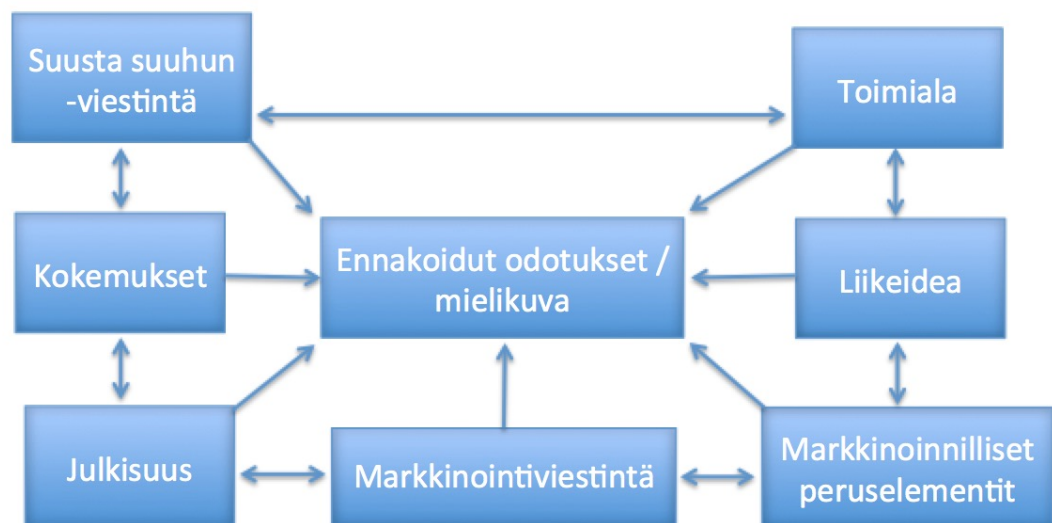 Suusta suuhun
-viestintä
Toimiala
Kokemukset
Ennakoidut odotukset /
mielikuva
Liikeidea
Julkisuus
Markkinointiviestintä
Markkinoinnilliset
peruselementit